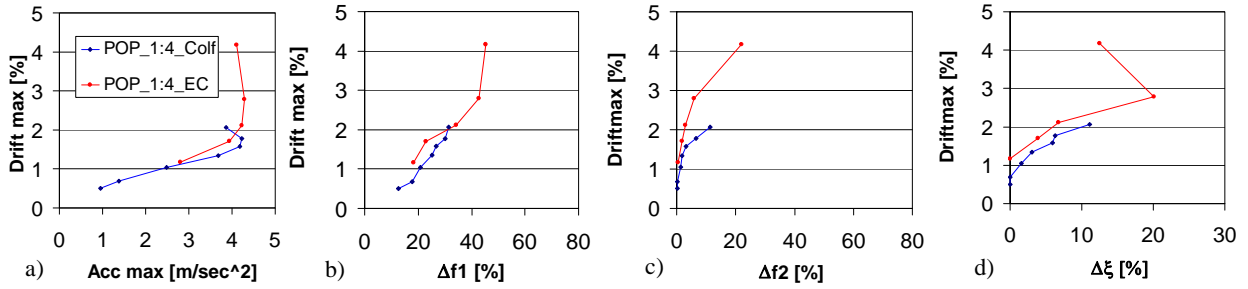 Drift max [%]
5
4
3
2
1
0
POP_1:4_Colf
POP_1:4_EC
0 1 2 3 4 5
a) Acc max [m/sec^2]
Drift max [%]
5
4
3
2
1
0
0 20 40 60 80
b) Δf1 [%]
Driftmax [%]
5
4
3
2
1
0
0 20 40 60 80
c) Δf2 [%]
Drift max [%]
5
4
3
2
1
0
0 10 20 30
d) Δξ [%]